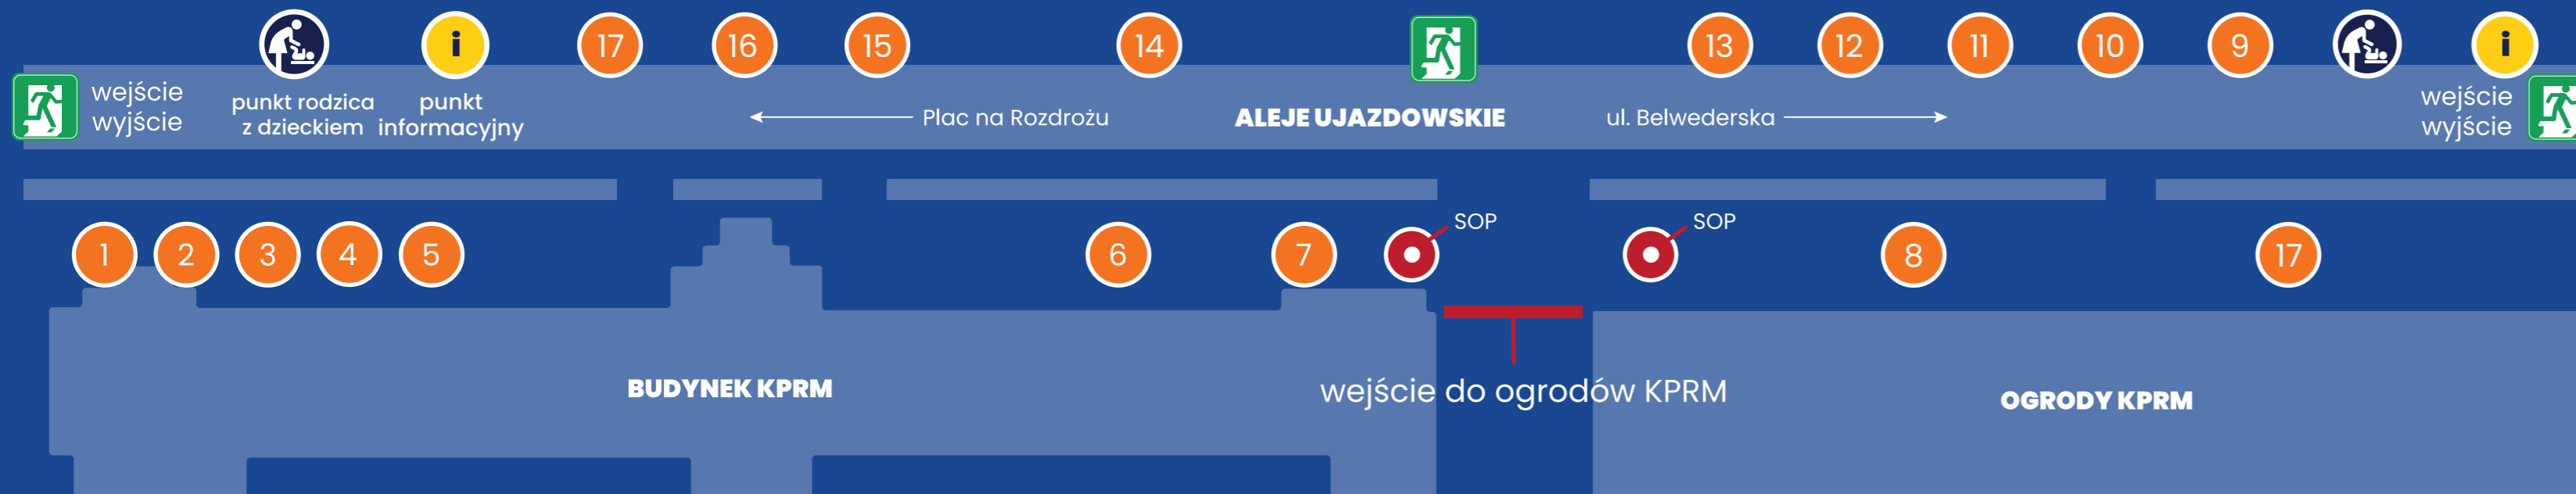 i
17
16
15
14
13
12
11
10
9
i
wejście
wyjście
punkt rodzica
z dzieckiem
punkt
informacyjny
Plac na Rozdrożu
ALEJE UJAZDOWSKIE
ul. Belwederska
wejście
wyjście
1
2
3
4
5
6
7
SOP
SOP
8
17
BUDYNEK KPRM
wejście do ogrodów KPRM
OGRODY KPRM